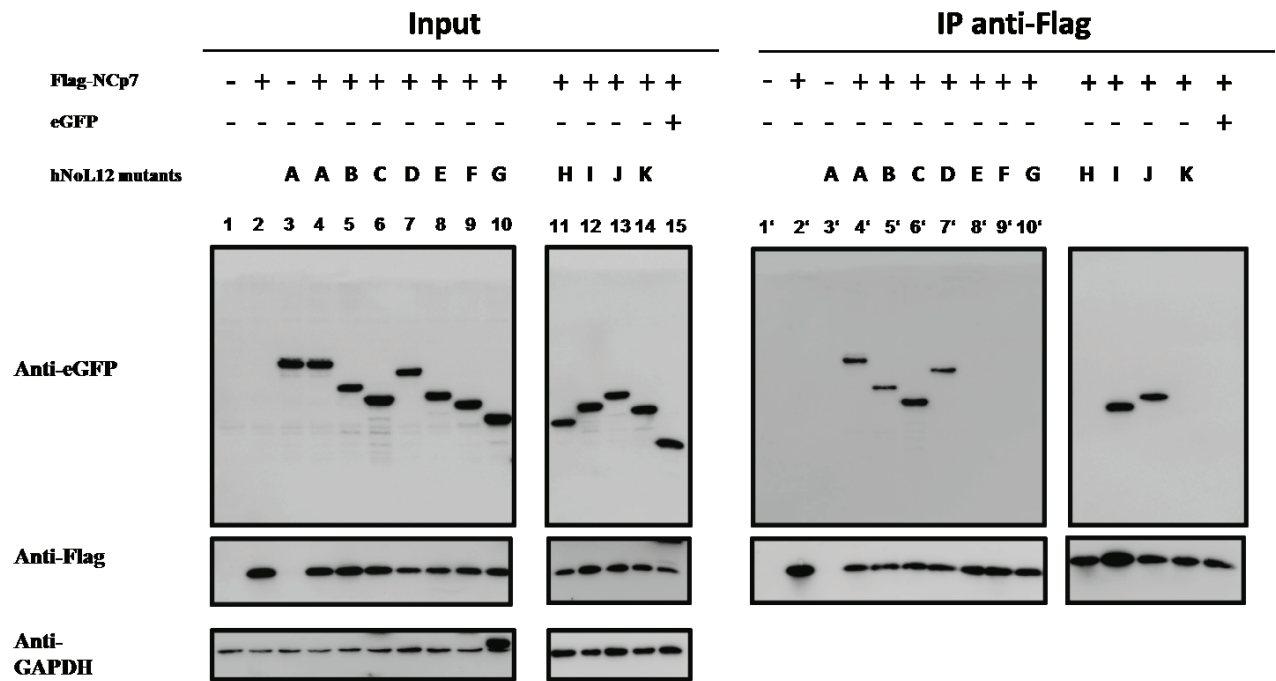 Input IP anti-Flag
Flag-NCp7 - + - + + + + + + + + + + + + - + - + + + + + + + + + + + +
eGFP - - - - - - - - - - - - - - + - - - - - - - - - - - - - - +
hNoL12 mutants A A B C D E F G H I J K A A B C D E F G H I J K
1 2 3 4 5 6 7 8 9 10 11 12 13 14 15 1‘ 2‘ 3‘ 4‘ 5‘ 6‘ 7‘ 8‘ 9‘ 10‘
Anti-eGFP
Anti-Flag
Anti-
GAPDH